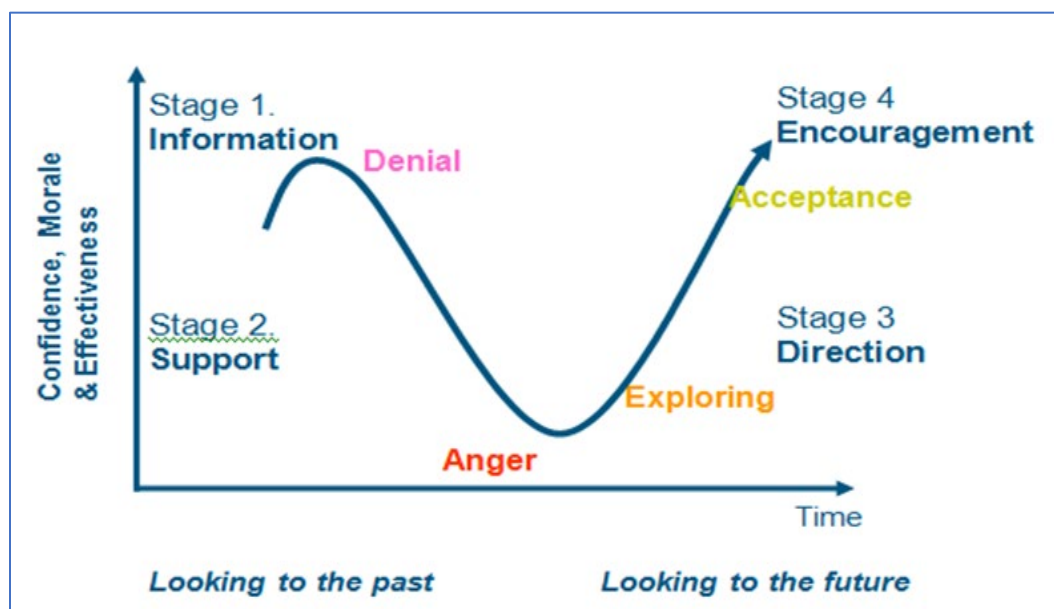 Stage 1.
Information
Denial
Stage 4
Encouragement
Acceptance
Confidence, Morale
& Effectiveness
Stage 2.
Support
Stage 3
Direction
Exploring
Anger
Time
Looking to the past
Looking to the future